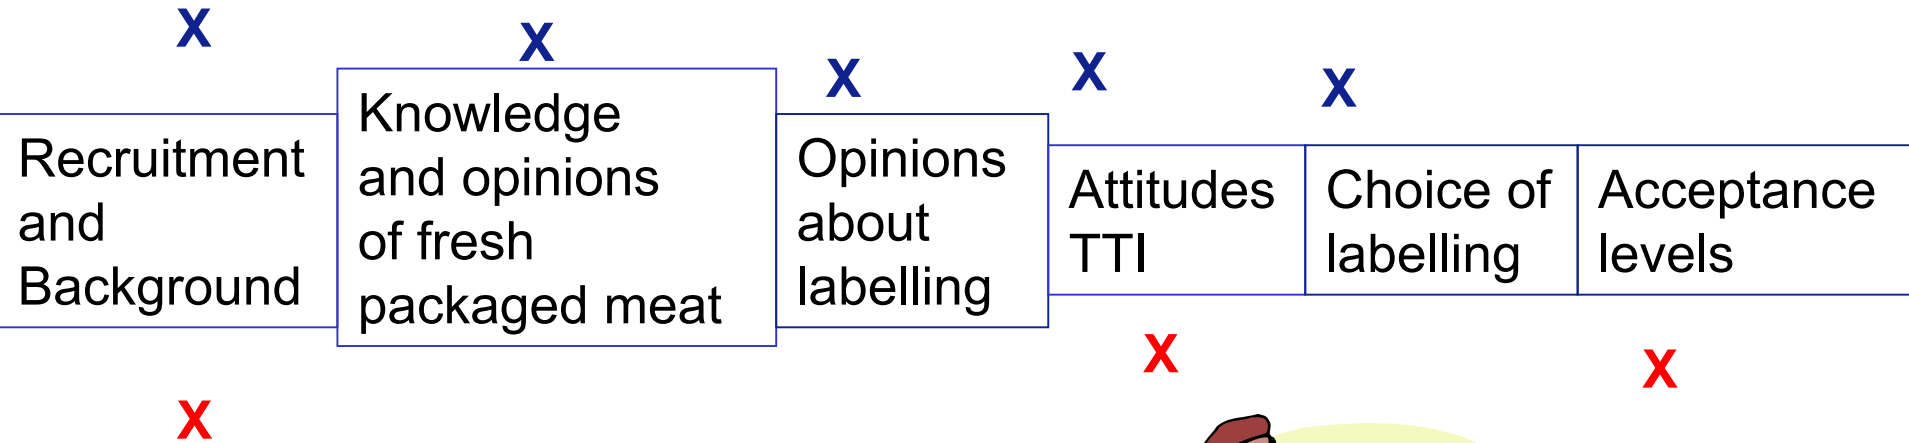 X
X
X
X
X
Recruitment
and
Background
Knowledge
and opinions
of fresh
packaged meat
Opinions
about
labelling
Attitudes
TTI
Choice of
labelling
Acceptance
levels
X
X
X